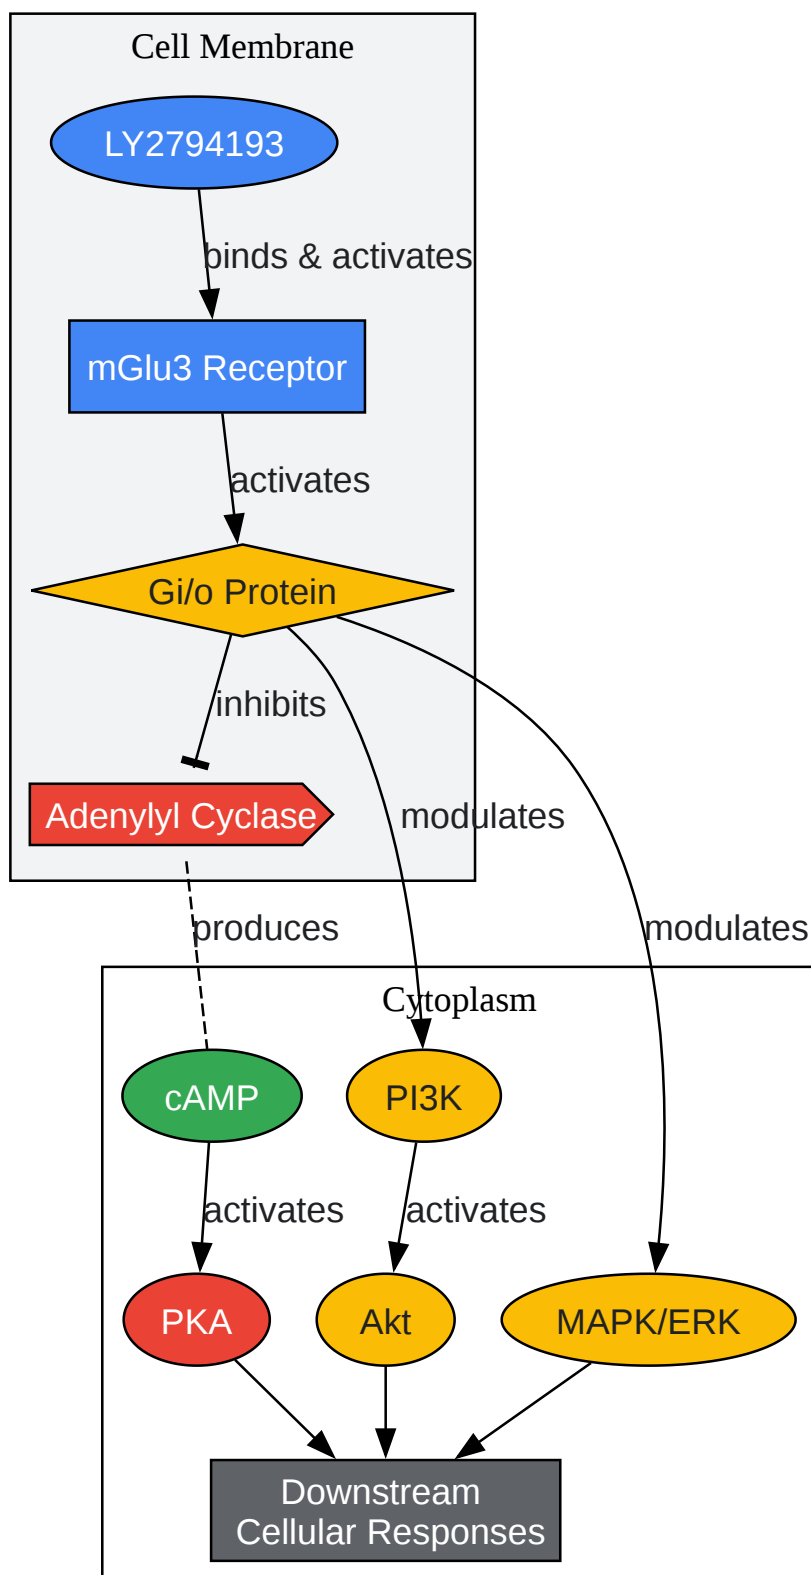 Cell Membrane
LY2794193
binds & activates
mGlu3 Receptor
activates
Gi/o Protein
inhibits
Adenylyl Cyclase
modulates
produces
modulates
Cytoplasm
cAMP
PI3K
activates
activates
PKA
Akt
MAPK/ERK
Downstream
Cellular Responses